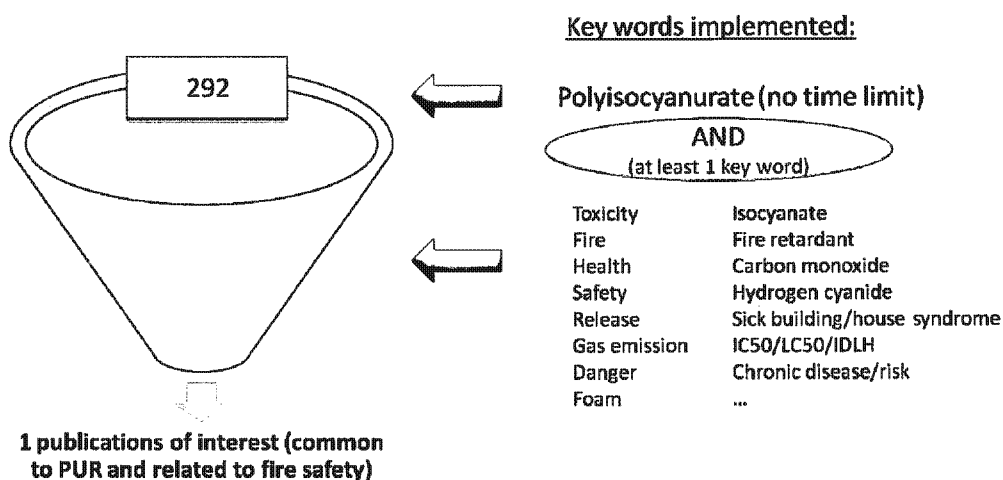 Key words implemented:
292
Polyisocyanurate (no time limit)
AND
(at least 1 key word)
Toxicity Isocyanate
Fire Fire retardant
Health Carbon monoxide
Safety Hydrogen cyanide
Release Sick building/house syndrome
Gas emission IC50/LC50/IDLH
Danger Chronic disease/risk
Foam ...
1 publications of interest (common
to PUR and related to fire safety)